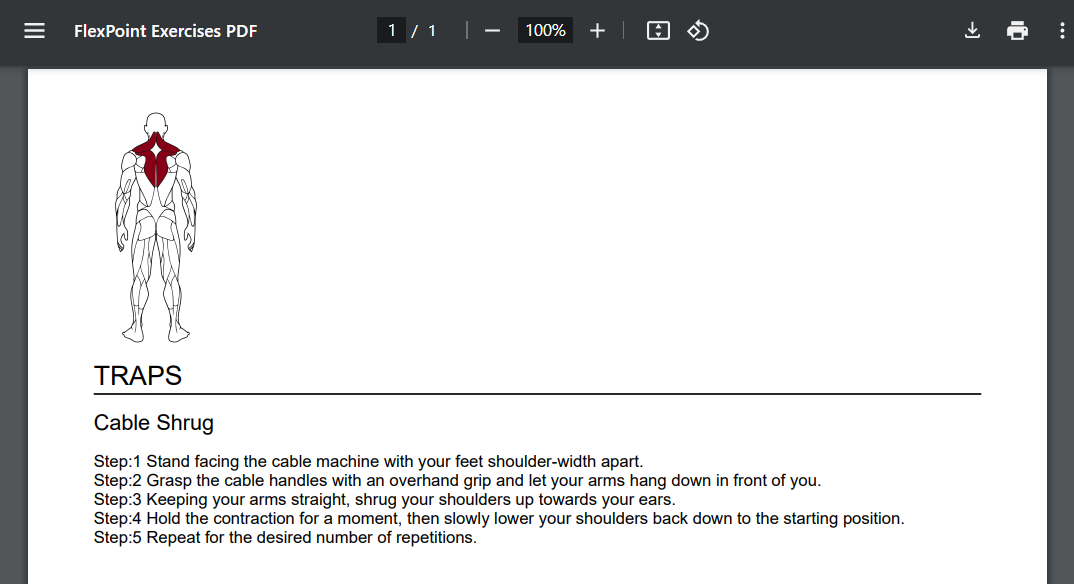 FlexPoint Exercises PDF 1 / 1 100%
TRAPS
Cable Shrug
Step:1 Stand facing the cable machine with your feet shoulder-width apart.
Step:2 Grasp the cable handles with an overhand grip and let your arms hang down in front of you.
Step:3 Keeping your arms straight, shrug your shoulders up towards your ears.
Step:4 Hold the contraction for a moment, then slowly lower your shoulders back down to the starting position.
Step:5 Repeat for the desired number of repetitions.